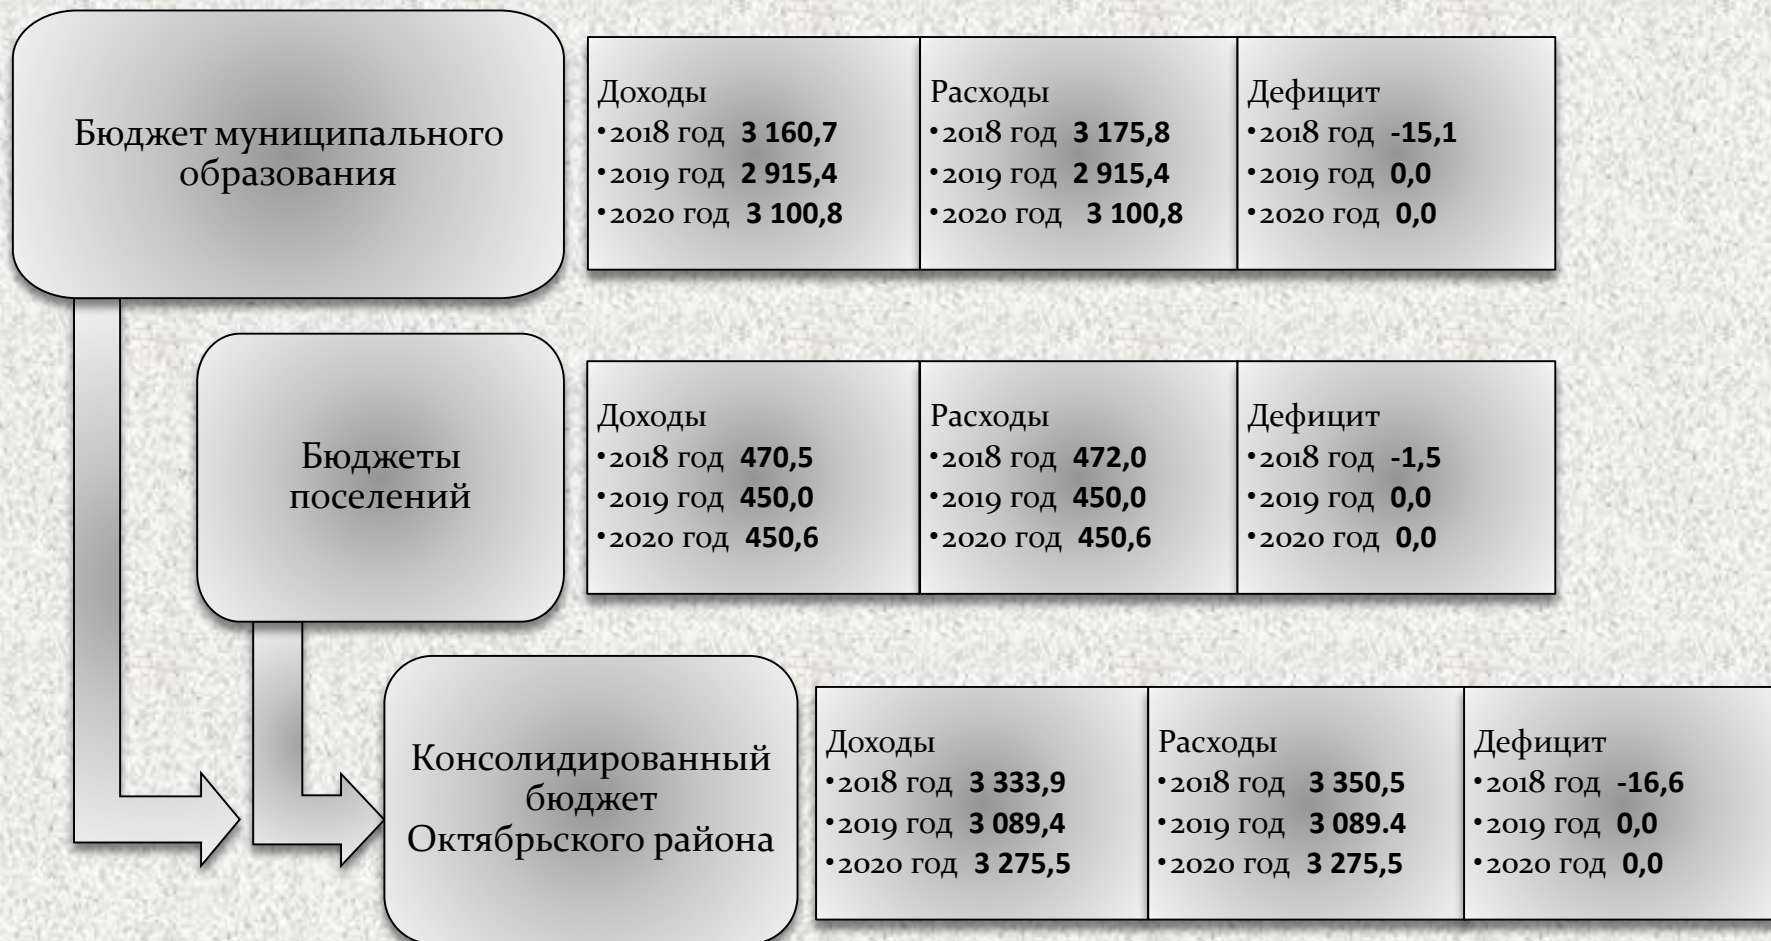 Бюджет муниципального
образования
Доходы
•2018 год 3 160,7
•2019 год 2 915,4
•2020 год 3 100,8
Расходы
•2018 год 3 175,8
•2019 год 2 915,4
•2020 год 3 100,8
Дефицит
•2018 год -15,1
•2019 год 0,0
•2020 год 0,0
Бюджеты
поселений
Доходы
•2018 год 470,5
•2019 год 450,0
•2020 год 450,6
Расходы
•2018 год 472,0
•2019 год 450,0
•2020 год 450,6
Дефицит
•2018 год -1,5
•2019 год 0,0
•2020 год 0,0
Консолидированный
бюджет
Октябрьского района
Доходы
•2018 год 3 333,9
•2019 год 3 089,4
•2020 год 3 275,5
Расходы
•2018 год 3 350,5
•2019 год 3 089.4
•2020 год 3 275,5
Дефицит
•2018 год -16,6
•2019 год 0,0
•2020 год 0,0